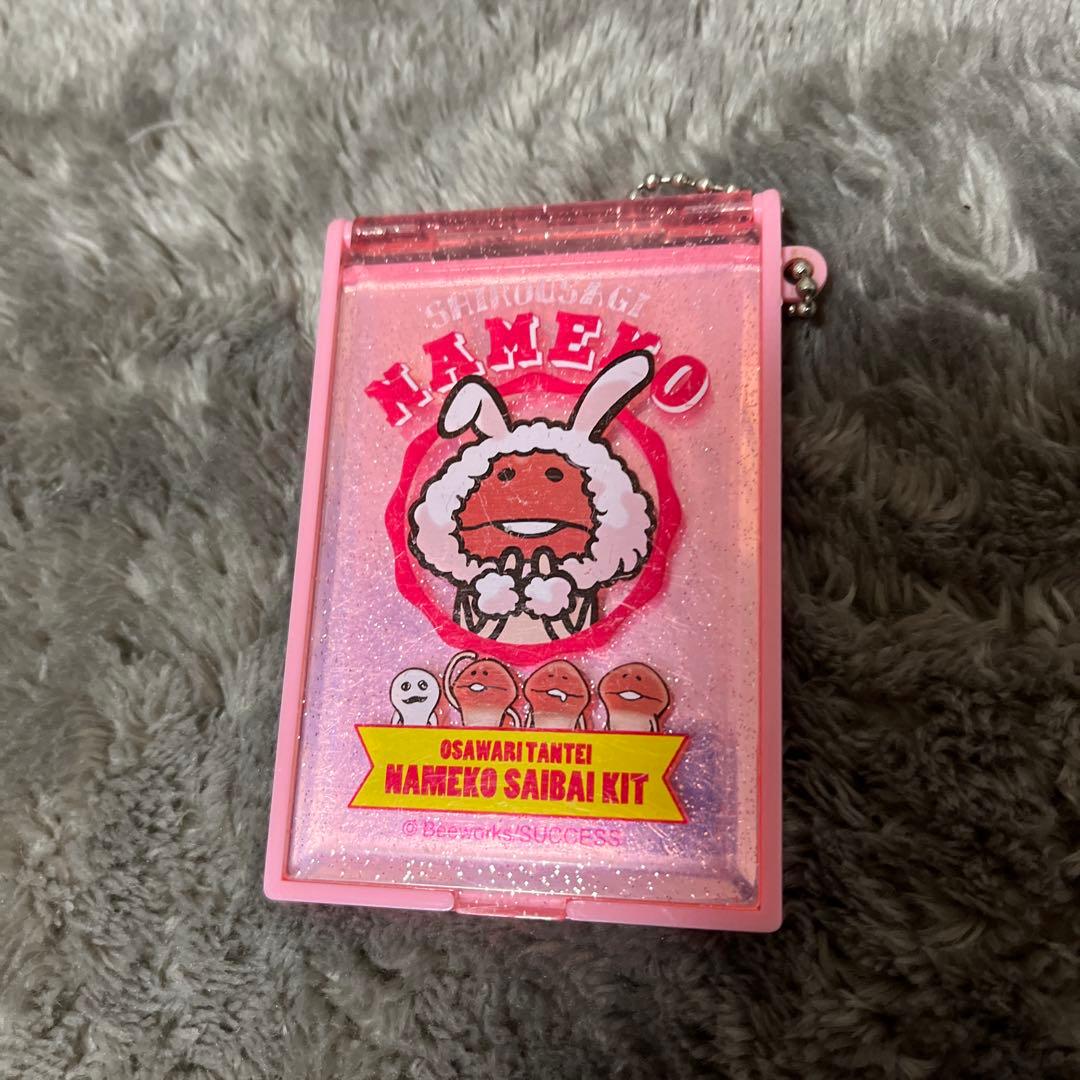 SHIROUSAGI
NAMEKO
OSAWARI TANTEI
NAMEKO SAIBAI KIT
© Beeworks/SUCCESS